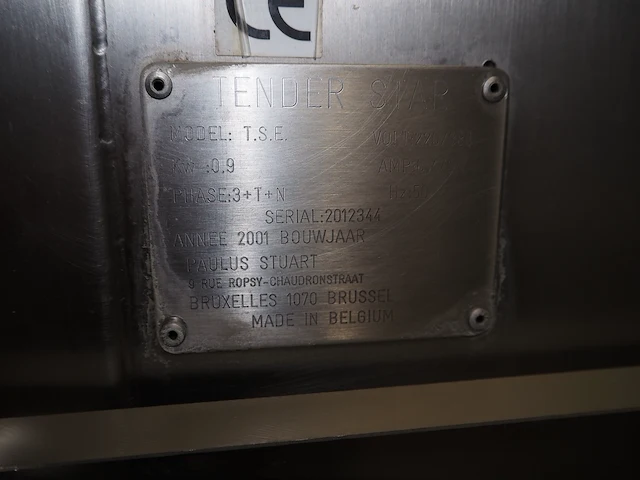 CE
TENDER STAR
MODEL: T.S.E.
KW :0.9
PHASE:3+T+N
SERIAL:2012344
ANNEE 2001 BOUWJAAR
PAULUS STUART
9 RUE ROPSY-CHAUDRONSTRAAT
BRUXELLES 1070 BRUSSEL
MADE IN BELGIUM